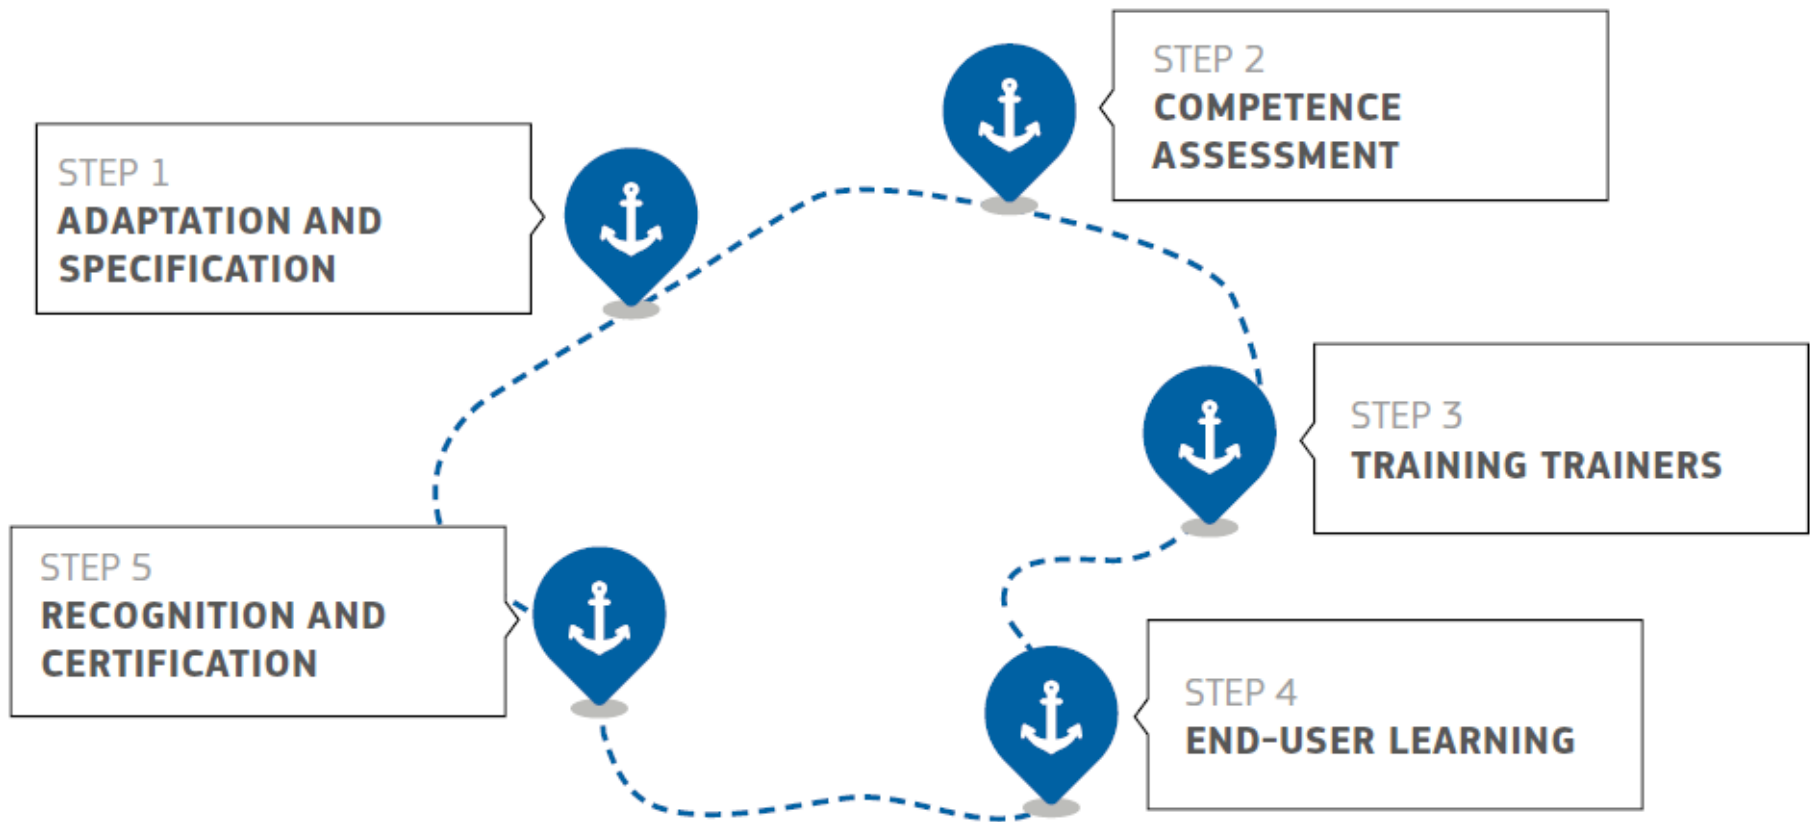 STEP 1
ADAPTATION AND
SPECIFICATION
STEP 2
COMPETENCE
ASSESSMENT
STEP 3
TRAINING TRAINERS
STEP 4
END-USER LEARNING
STEP 5
RECOGNITION AND
CERTIFICATION